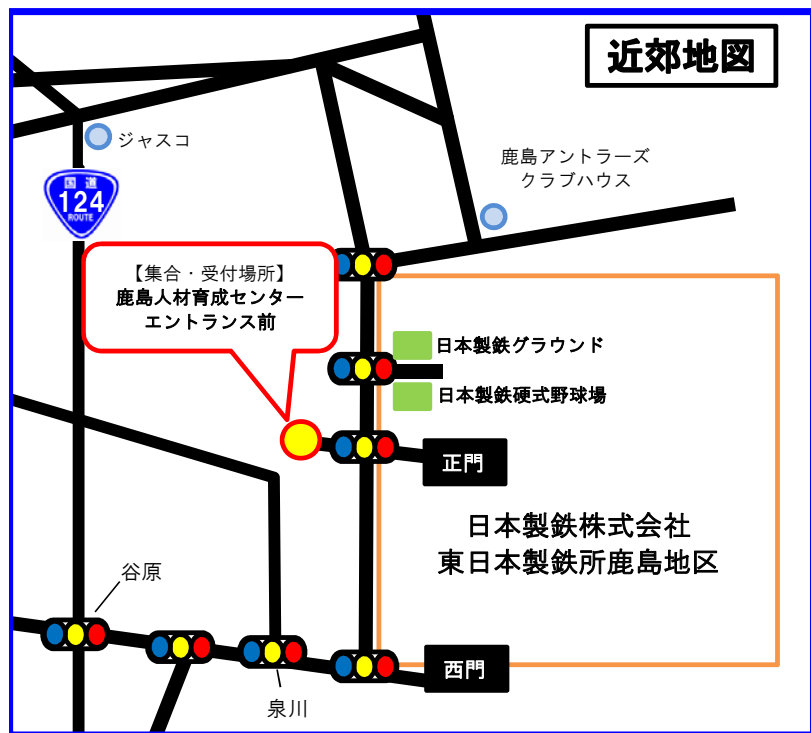 近郊地図
ジャスコ
国道
124
ROUTE
鹿島アントラーズ
クラブハウス
【集合・受付場所】
鹿島人材育成センター
エントランス前
日本製鉄グラウンド
日本製鉄硬式野球場
正門
日本製鉄株式会社
東日本製鉄所鹿島地区
谷原
西門
泉川